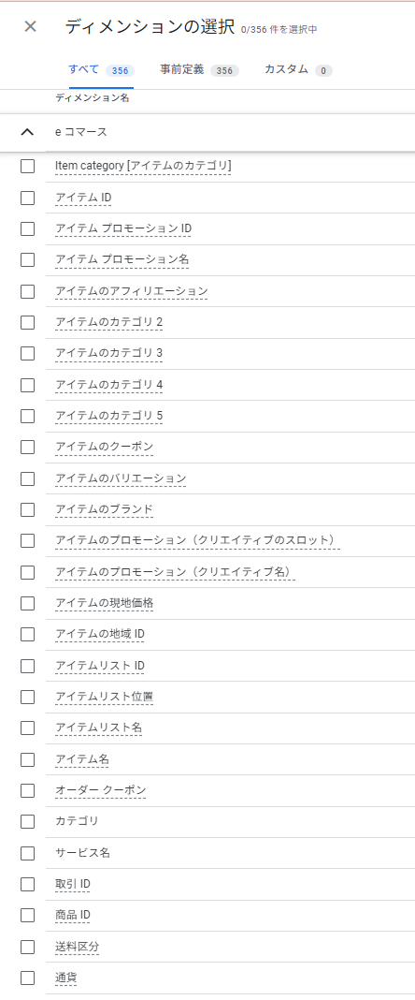 ディメンションの選択 0/356 件を選択中
すべて 356 事前定義 356 カスタム 0
ディメンション名
e コマース
Item category [アイテムのカテゴリ]
アイテム ID
アイテム プロモーション ID
アイテム プロモーション名
アイテムのアフィリエーション
アイテムのカテゴリ 2
アイテムのカテゴリ 3
アイテムのカテゴリ 4
アイテムのカテゴリ 5
アイテムのクーポン
アイテムのバリエーション
アイテムのブランド
アイテムのプロモーション（クリエイティブのスロット）
アイテムのプロモーション（クリエイティブ名）
アイテムの現地価格
アイテムの地域 ID
アイテムリスト ID
アイテムリスト位置
アイテムリスト名
アイテム名
オーダー クーポン
カテゴリ
サービス名
取引 ID
商品 ID
送料区分
通貨